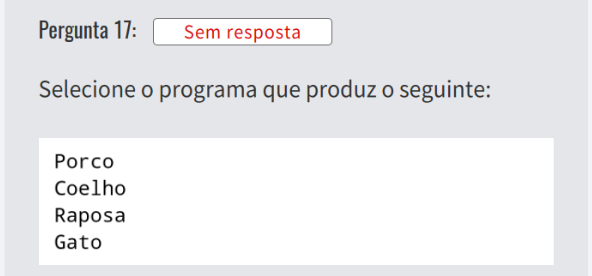 Pergunta 17: Sem resposta
Selecione o programa que produz o seguinte:
Porco
Coelho
Raposa
Gato